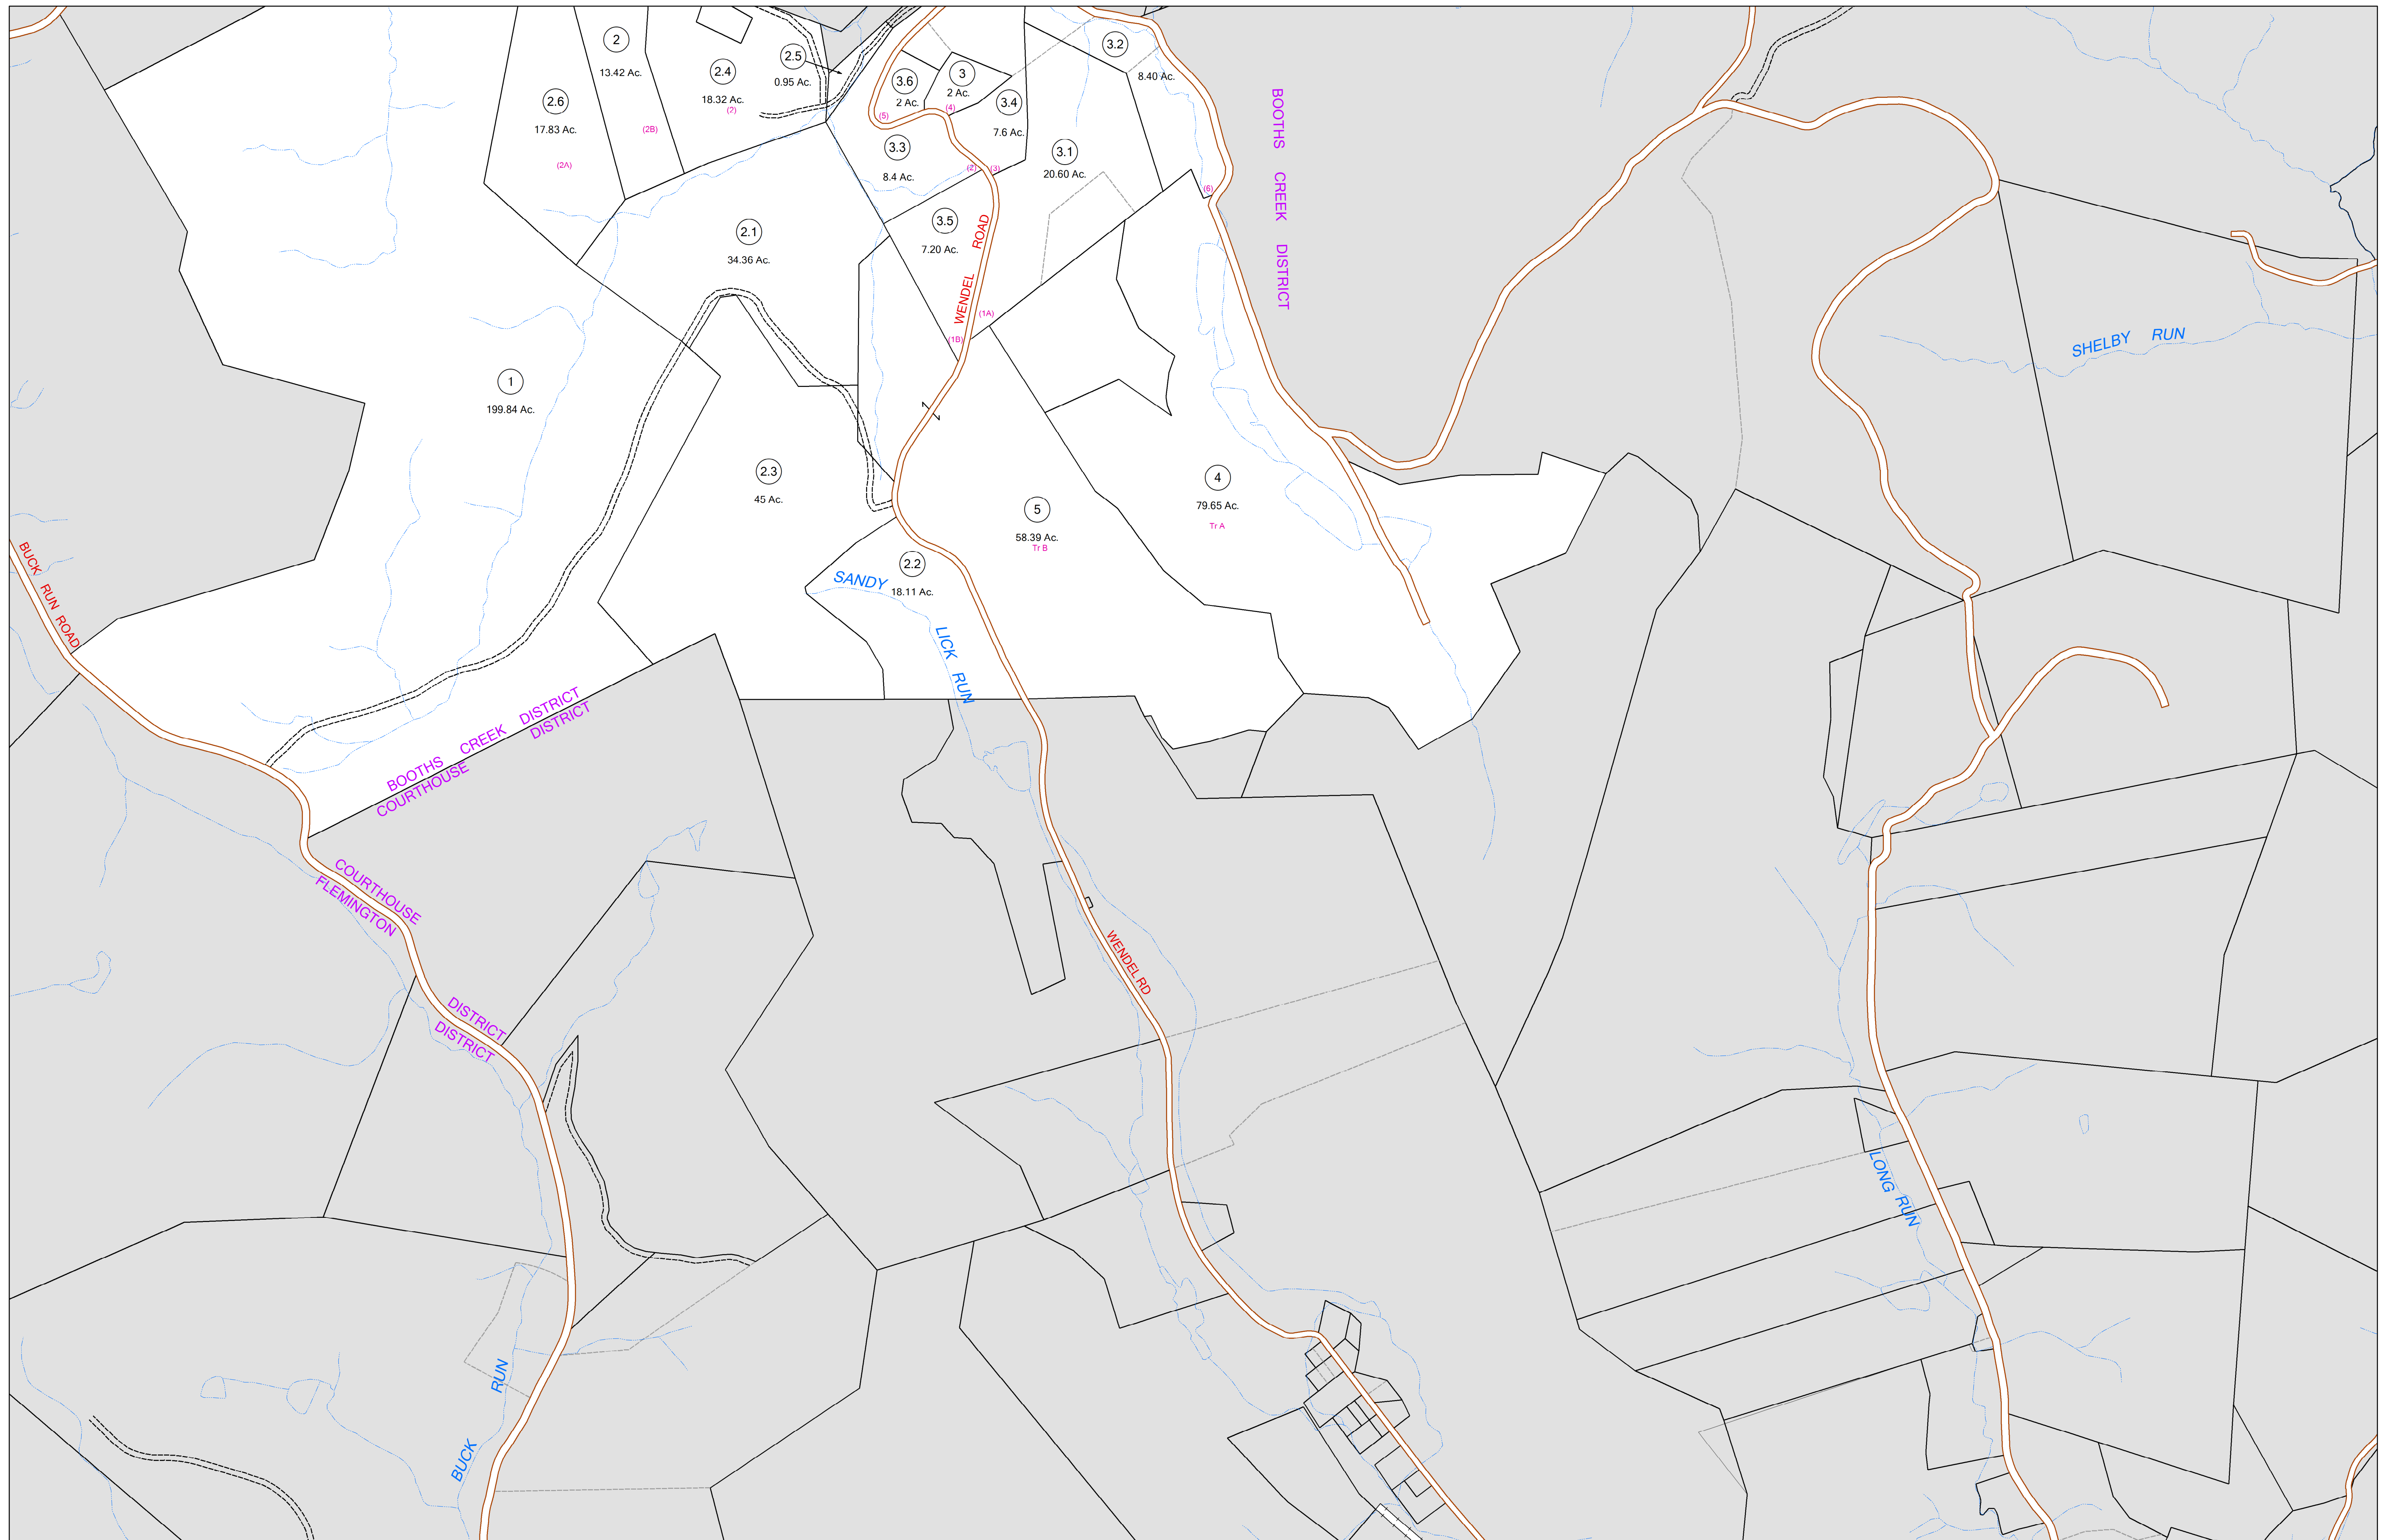 2
13.42 Ac.
(2B)
2.4
18.32 Ac.
(2)
2.5
0.95 Ac.
2.6
17.83 Ac.
(2A)
3.6
2 Ac.
(5)
3
2 Ac.
(4)
3.4
7.6 Ac.
(3)
3.2
8.40 Ac.
(6)
3.3
8.4 Ac.
(2)
3.1
20.60 Ac.
3.5
7.20 Ac.
WENDEL ROAD
(1A)
(1B)
2.1
34.36 Ac.
BOOTHS CREEK DISTRICT
SHELBY RUN
1
199.84 Ac.
2.3
45 Ac.
4
79.65 Ac.
Tr A
5
58.39 Ac.
Tr B
2.2
18.11 Ac.
SANDY LICK RUN
BUCK RUN ROAD
BOOTHS CREEK DISTRICT
COURTHOUSE DISTRICT
COURTHOUSE DISTRICT
FLEMINGTON DISTRICT
WENDEL RD
LONG RUN
BUCK RUN
Z